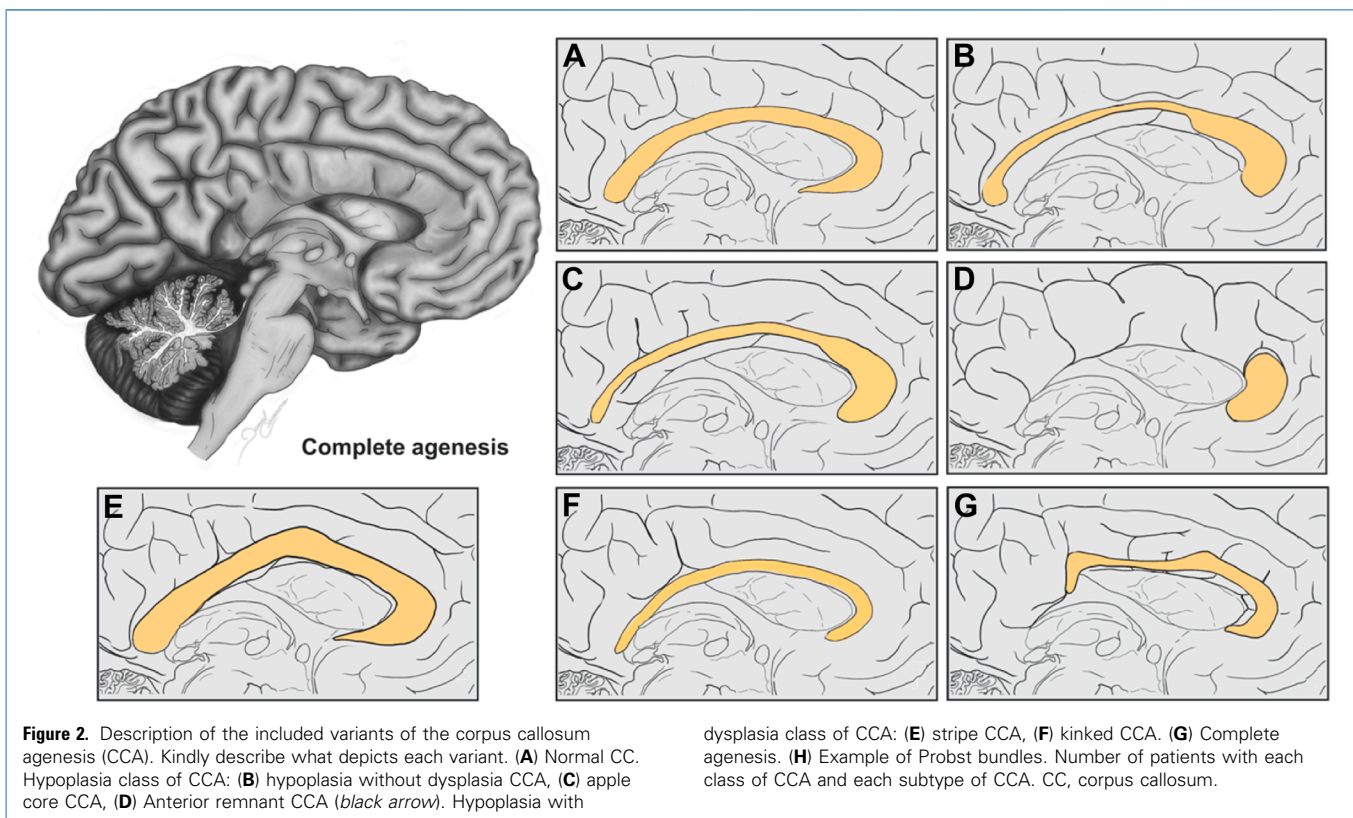 A
B
Complete agenesis
C
D
E
F
G
Figure 2. Description of the included variants of the corpus callosum
agenesis (CCA). Kindly describe what depicts each variant. (A) Normal CC.
Hypoplasia class of CCA: (B) hypoplasia without dysplasia CCA, (C) apple
core CCA, (D) Anterior remnant CCA (black arrow). Hypoplasia with
dysplasia class of CCA: (E) stripe CCA, (F) kinked CCA. (G) Complete
agenesis. (H) Example of Probst bundles. Number of patients with each
class of CCA and each subtype of CCA. CC, corpus callosum.